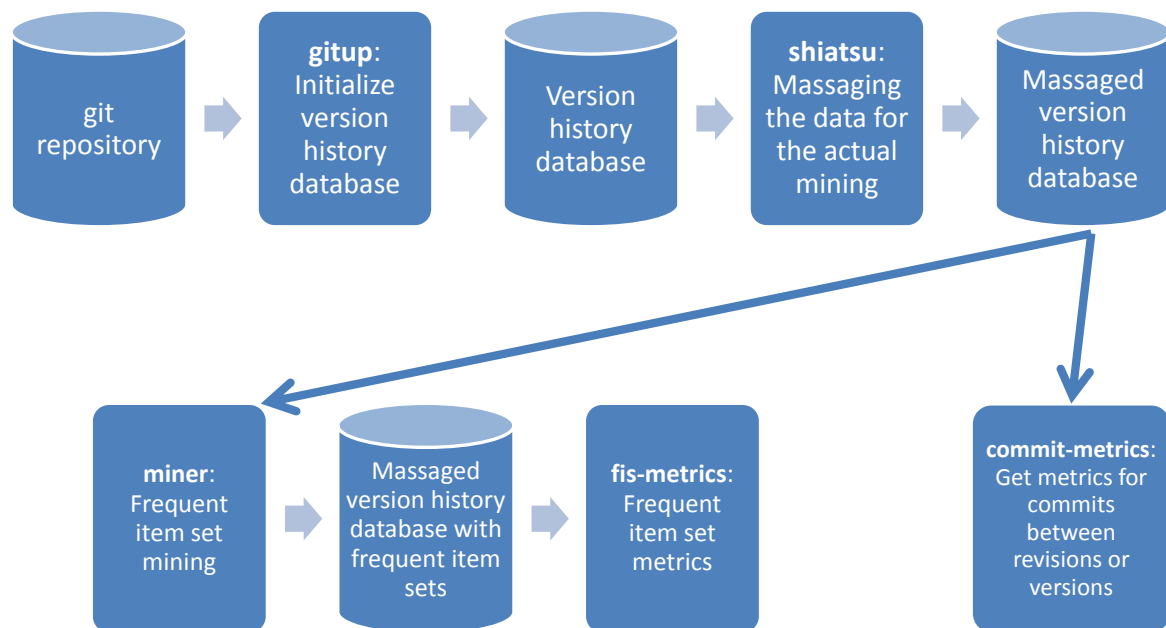 git
repository
gitup:
Initialize
version
history
database
Version
history
database
shiatsu:
Massaging
the data for
the actual
mining
Massaged
version
history
database
miner:
Frequent
item set
mining
Massaged
version history
database with
frequent item
sets
fis-metrics:
Frequent
item set
metrics
commit-metrics:
Get metrics for
commits
between
revisions or
versions